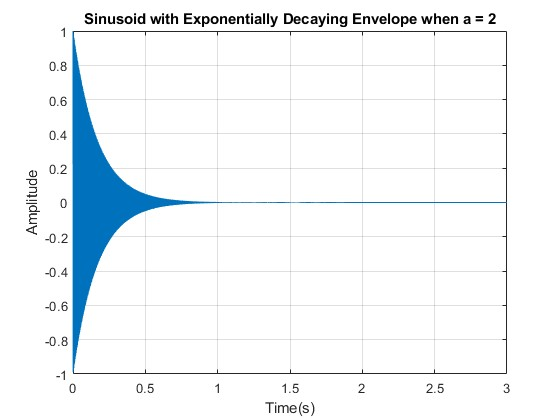 Sinusoid with Exponentially Decaying Envelope when a = 2
1
0.8
0.6
0.4
0.2
0
-0.2
-0.4
-0.6
-0.8
-1
Amplitude
0 0.5 1 1.5 2 2.5 3
Time(s)